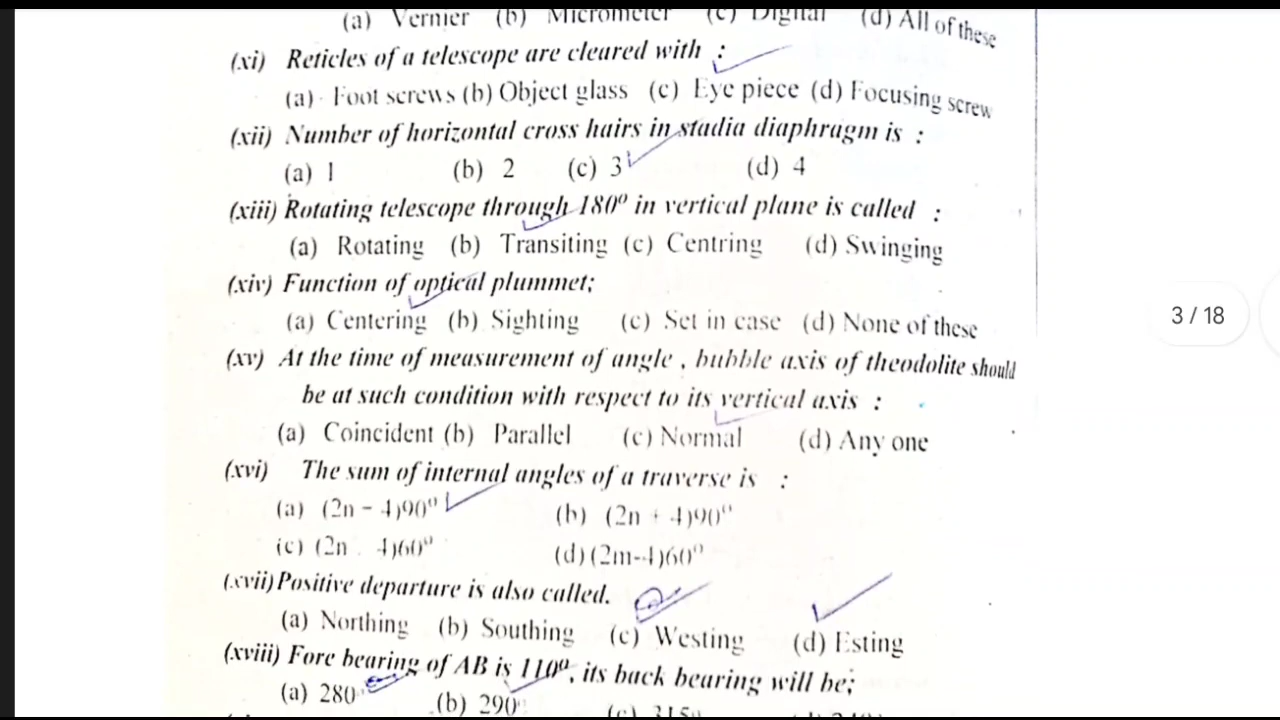 (a) Vernier (b) Micrometer (c) Digital (d) All of these
(xi) Reticles of a telescope are cleared with :
(a) Foot screws (b) Object glass (c) Eye piece (d) Focusing screw
(xii) Number of horizontal cross hairs in stadia diaphragm is :
(a) 1 (b) 2 (c) 3 (d) 4
(xiii) Rotating telescope through 180° in vertical plane is called :
(a) Rotating (b) Transiting (c) Centring (d) Swinging
(xiv) Function of optical plummet;
(a) Centering (b) Sighting (c) Set in case (d) None of these
3 / 18
(xv) At the time of measurement of angle , bubble axis of theodolite should
be at such condition with respect to its vertical axis :
(a) Coincident (b) Parallel (c) Normal (d) Any one
(xvi) The sum of internal angles of a traverse is :
(a) (2n - 4)90° (b) (2n + 4)90°
(c) (2n 4)60° (d) (2m-4)60°
(xvii) Positive departure is also called.
(a) Northing (b) Southing (c) Westing (d) Esting
(xviii) Fore bearing of AB is 110°, its back bearing will be;
(a) 280° (b) 290° (c) 315°